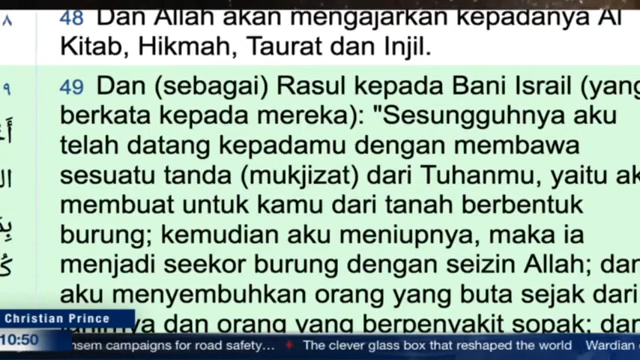 48 Dan Allah akan mengajarkan kepadanya Al
Kitab, Hikmah, Taurat dan Injil.
49 Dan (sebagai) Rasul kepada Bani Israil (yang
berkata kepada mereka): "Sesungguhnya aku
telah datang kepadamu dengan membawa
sesuatu tanda (mukjizat) dari Tuhanmu, yaitu ak
membuat untuk kamu dari tanah berbentuk
burung; kemudian aku meniupnya, maka ia
menjadi seekor burung dengan seizin Allah; dan
aku menyembuhkan orang yang buta sejak dari
dan orang yang berpenyakit sopak; dan
Christian Prince
10:50
nsem campaigns for road safety... The clever glass box that reshaped the world Wardian